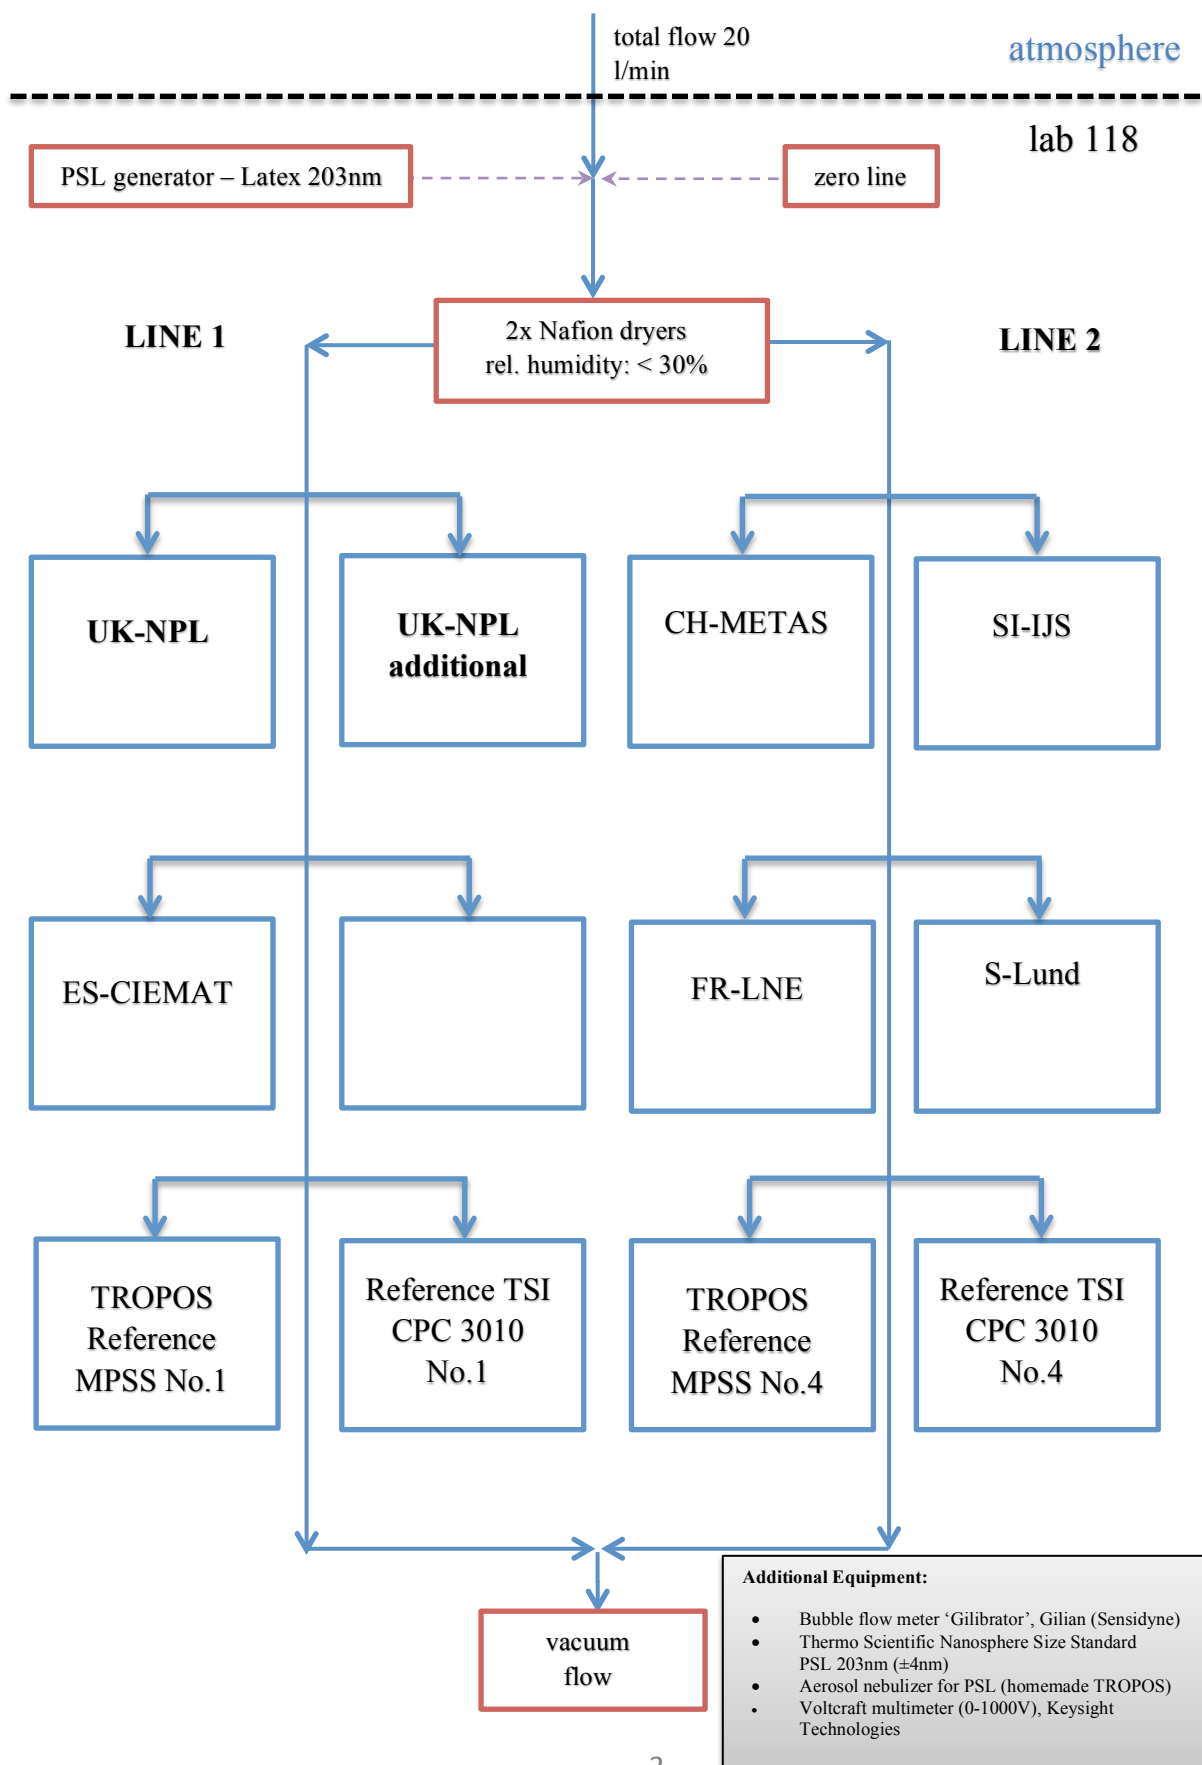 total flow 20
l/min
atmosphere
lab 118
PSL generator – Latex 203nm
zero line
LINE 1
2x Nafion dryers
rel. humidity: < 30%
LINE 2
UK-NPL
UK-NPL
additional
CH-METAS
SI-IJS
ES-CIEMAT
FR-LNE
S-Lund
TROPOS
Reference
MPSS No.1
Reference TSI
CPC 3010
No.1
TROPOS
Reference
MPSS No.4
Reference TSI
CPC 3010
No.4
vacuum
flow
Additional Equipment:
• Bubble flow meter ‘Gilibrator’, Gilian (Sensidyne)
• Thermo Scientific Nanosphere Size Standard
PSL 203nm (±4nm)
• Aerosol nebulizer for PSL (homemade TROPOS)
• Voltcraft multimeter (0-1000V), Keysight
Technologies